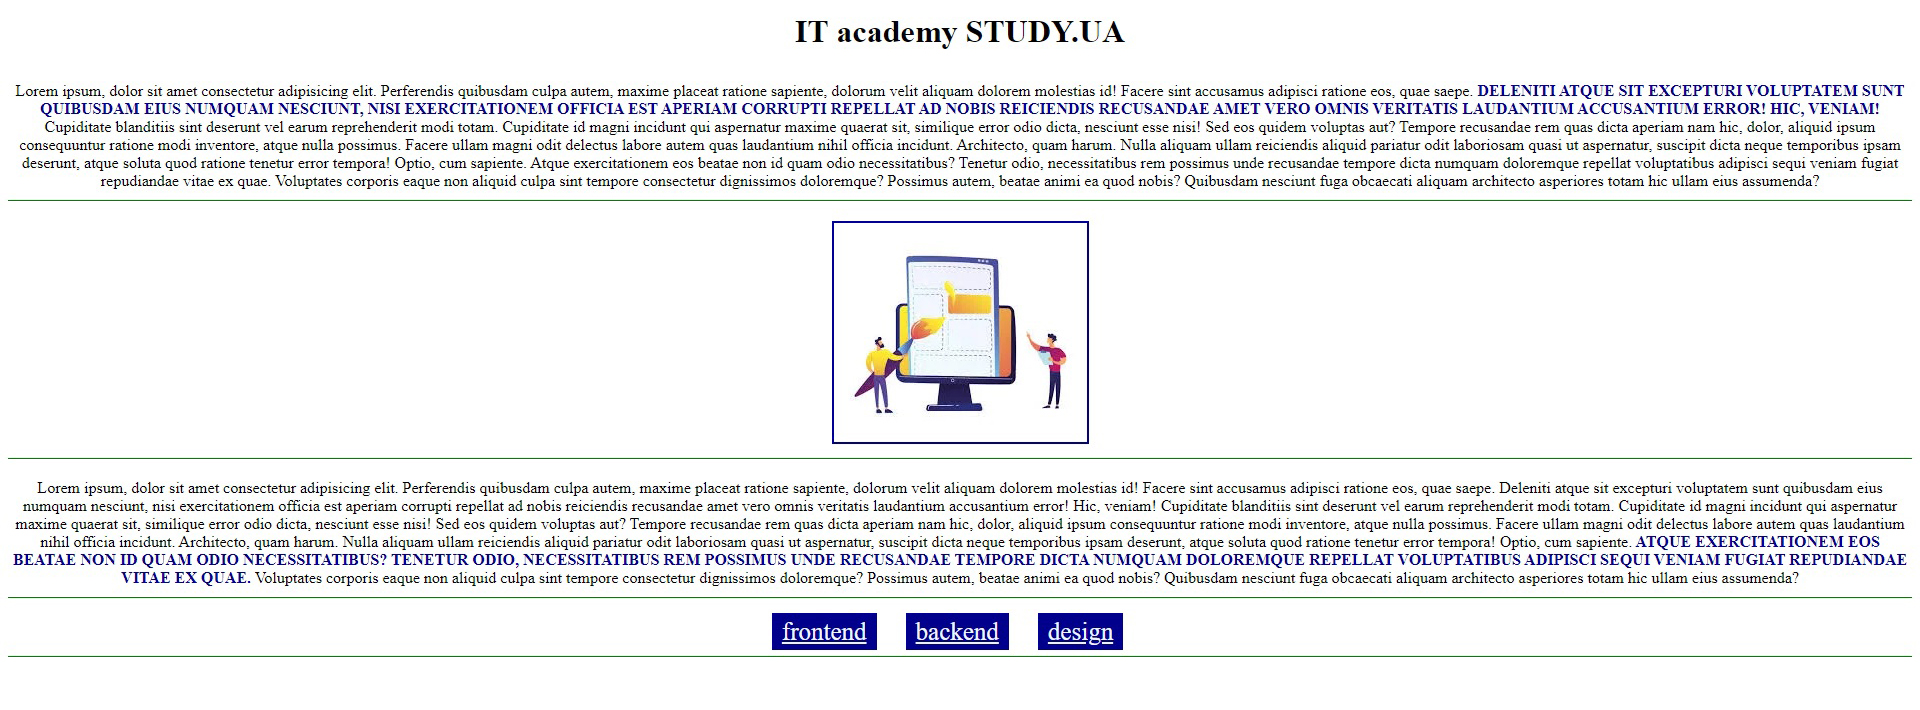 IT academy STUDY.UA
Lorem ipsum, dolor sit amet consectetur adipisicing elit. Perferendis quibusdam culpa autem, maxime placeat ratione sapiente, dolorum velit aliquam dolorem molestias id! Facere sint accusamus adipisci ratione eos, quae saepe. DELENITI ATQUE SIT EXCEPTURI VOLUPTATEM SUNT
QUIBUSDAM EIUS NUMQUAM NESCIUNT, NISI EXERCITATIONEM OFFICIA EST APERIAM CORRUPTI REPELLAT AD NOBIS REICIENDIS RECUSANDAE AMET VERO OMNIS VERITATIS LAUDANTIUM ACCUSANTIUM ERROR! HIC, VENIAM!
Cupiditate blanditiis sint deserunt vel earum reprehenderit modi totam. Cupiditate id magni incidunt qui aspernatur maxime quaerat sit, similique error odio dicta, nesciunt esse nisi! Sed eos quidem voluptas aut? Tempore recusandae rem quas dicta aperiam nam hic, dolor, aliquid ipsum
consequuntur ratione modi inventore, atque nulla possimus. Facere ullam magni odit delectus labore autem quas laudantium nihil officia incidunt. Architecto, quam harum. Nulla aliquam ullam reiciendis aliquid pariatur odit laboriosam quasi ut aspernatur, suscipit dicta neque temporibus ipsam
deserunt, atque soluta quod ratione tenetur error tempora! Optio, cum sapiente. Atque exercitationem eos beatae non id quam odio necessitatibus? Tenetur odio, necessitatibus rem possimus unde recusandae tempore dicta numquam doloremque repellat voluptatibus adipisci sequi veniam fugiat
repudiandae vitae ex quae. Voluptates corporis eaque non aliquid culpa sint tempore consectetur dignissimos doloremque? Possimus autem, beatae animi ea quod nobis? Quibusdam nesciunt fuga obcaecati aliquam architecto asperiores totam hic ullam eius assumenda?
Lorem ipsum, dolor sit amet consectetur adipisicing elit. Perferendis quibusdam culpa autem, maxime placeat ratione sapiente, dolorum velit aliquam dolorem molestias id! Facere sint accusamus adipisci ratione eos, quae saepe. Deleniti atque sit excepturi voluptatem sunt quibusdam eius
numquam nesciunt, nisi exercitationem officia est aperiam corrupti repellat ad nobis reiciendis recusandae amet vero omnis veritatis laudantium accusantium error! Hic, veniam! Cupiditate blanditiis sint deserunt vel earum reprehenderit modi totam. Cupiditate id magni incidunt qui aspernatur
maxime quaerat sit, similique error odio dicta, nesciunt esse nisi! Sed eos quidem voluptas aut? Tempore recusandae rem quas dicta aperiam nam hic, dolor, aliquid ipsum consequuntur ratione modi inventore, atque nulla possimus. Facere ullam magni odit delectus labore autem quas laudantium
nihil officia incidunt. Architecto, quam harum. Nulla aliquam ullam reiciendis aliquid pariatur odit laboriosam quasi ut aspernatur, suscipit dicta neque temporibus ipsam deserunt, atque soluta quod ratione tenetur error tempora! Optio, cum sapiente. ATQUE EXERCITATIONEM EOS
BEATAE NON ID QUAM ODIO NECESSITATIBUS? TENETUR ODIO, NECESSITATIBUS REM POSSIMUS UNDE RECUSANDAE TEMPORE DICTA NUMQUAM DOLOREMQUE REPELLAT VOLUPTATIBUS ADIPISCI SEQUI VENIAM FUGIAT REPUDIANDAE
VITAE EX QUAE. Voluptates corporis eaque non aliquid culpa sint tempore consectetur dignissimos doloremque? Possimus autem, beatae animi ea quod nobis? Quibusdam nesciunt fuga obcaecati aliquam architecto asperiores totam hic ullam eius assumenda?
frontend backend design